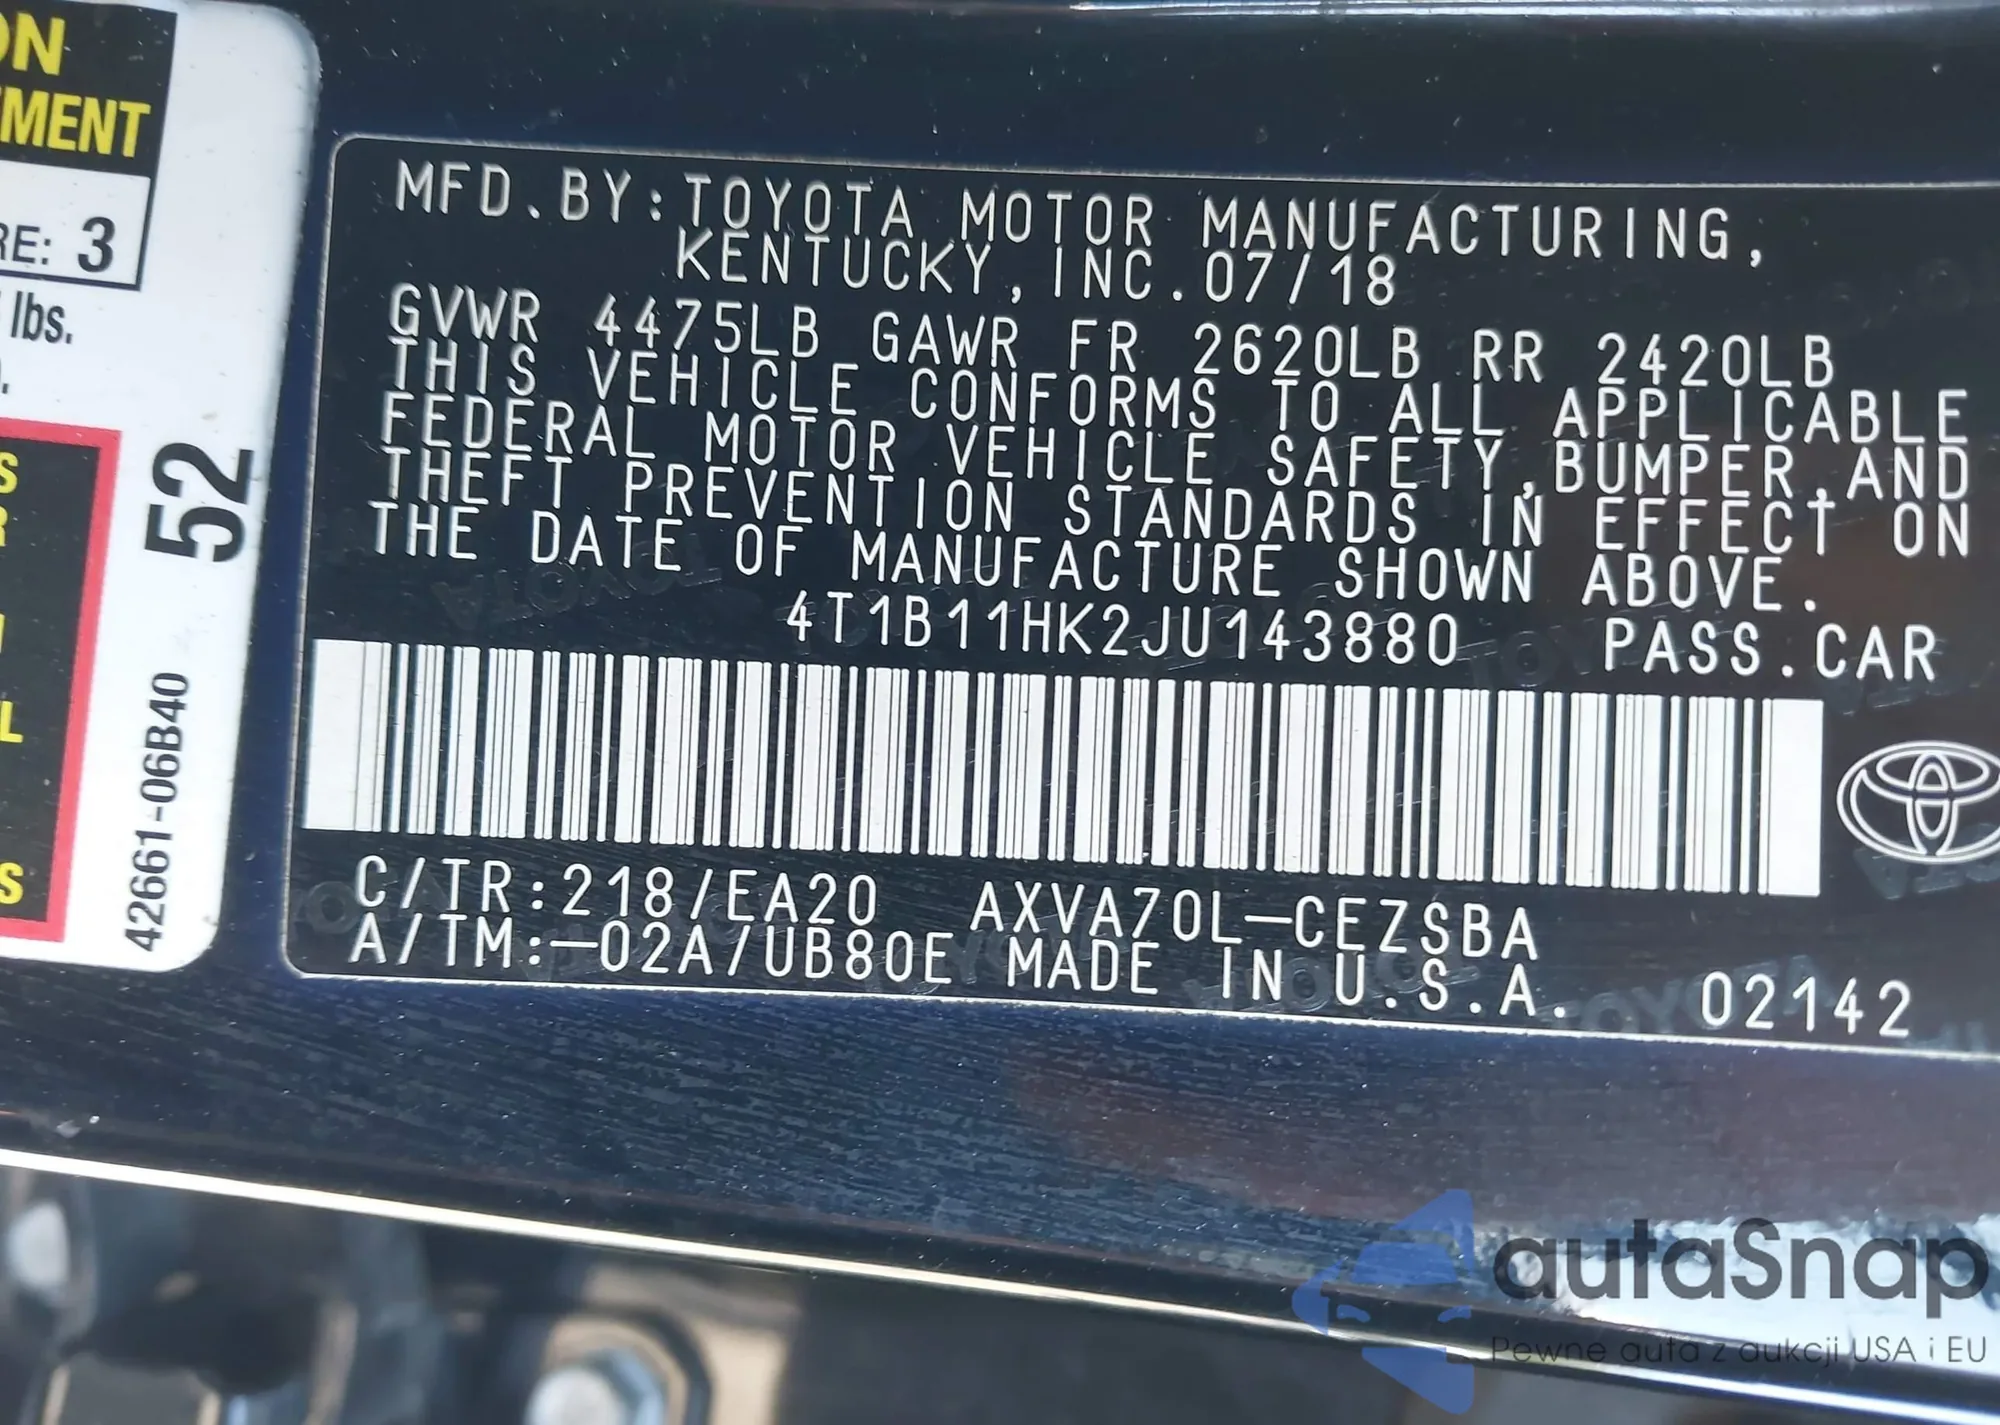 ON
EMENT
RE: 3
lbs.
S
R
L
S
52
42661-06B40
MFD.BY:TOYOTA MOTOR MANUFACTURING,
KENTUCKY,INC.07/18
GVWR 4475LB GAWR FR 2620LB RR 2420LB
THIS VEHICLE CONFORMS TO ALL APPLICABLE
FEDERAL MOTOR VEHICLE SAFETY,BUMPER,AND
THEFT PREVENTION STANDARDS IN EFFECT ON
THE DATE OF MANUFACTURE SHOWN ABOVE.
4T1B11HK2JU143880 PASS.CAR
C/TR:218/EA20 AXVA70L-CEZSBA
A/TM:-02A/UB80E MADE IN U.S.A. 02142
autaSnap
Pewne auta z aukcji USA i EU